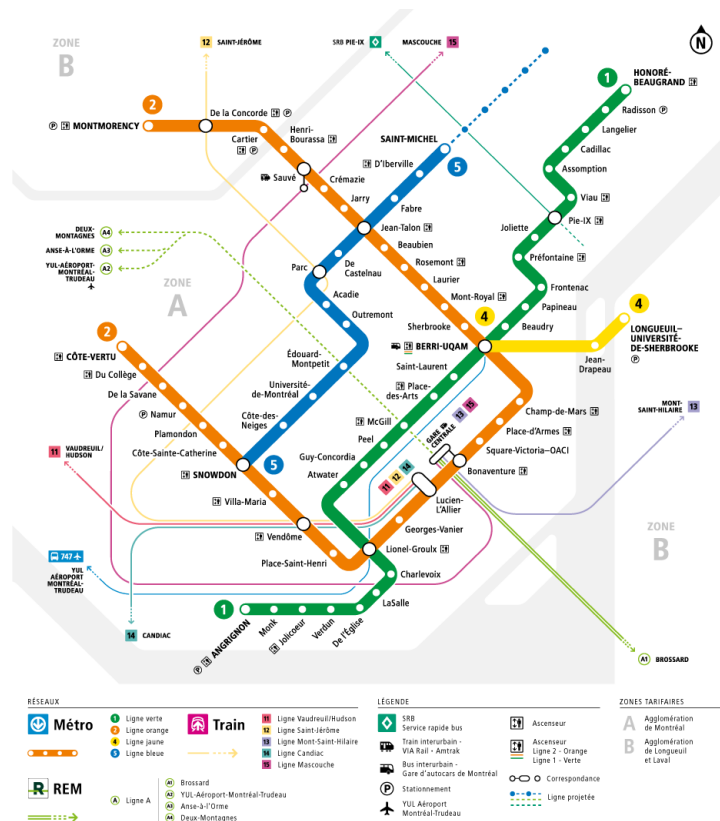 ZONE
B
12 SAINT-JÉRÔME
SRB PIE-IX
MASCOUCHE 15
N
1
HONORÉ-
BEAUGRAND
Radisson P
Langelier
Cadillac
Assomption
Viau
Pie-IX
Joliette
Préfontaine
Frontenac
Papineau
Beaudry
2
P MONTMORENCY
De la Concorde P
Cartier
P
Henri-
Bourassa
Sauvé
Crémazie
Jarry
Jean-Talon
Beaubien
Rosemont
Laurier
Mont-Royal
Sherbrooke
SAINT-MICHEL
5
D'Iberville
Fabre
De
Castelnau
Parc
Acadie
Outremont
Édouard-
Montpetit
Université-
de-Montréal
Côte-des-
Neiges
DEUX-
MONTAGNES A4
ANSE-À-L'ORME A3
YUL-AÉROPORT-
MONTRÉAL-
TRUDEAU
A2
ZONE
A
4
BERRI-UQAM
4
LONGUEUIL–
UNIVERSITÉ-
DE-SHERBROOKE
P
Jean-
Drapeau
2
CÔTE-VERTU
Du Collège
De la Savane
P Namur
Plamondon
Côte-Sainte-Catherine
SNOWDON
5
Villa-Maria
Vendôme
Place-Saint-Henri
Saint-Laurent
Place-
des-Arts
McGill
Peel
Guy-Concordia
Atwater
GARE
CENTRALE
13
15
11
12
14
Champ-de-Mars
Place-d'Armes
Square-Victoria–OACI
Bonaventure
Lucien-
L'Allier
Georges-Vanier
Lionel-Groulx
Charlevoix
LaSalle
De l'Église
Verdun
Jolicoeur
Monk
P ANGRIGNON
1
MONT-
SAINT-HILAIRE 13
11 VAUDREUIL/
HUDSON
747
YUL
AÉROPORT
MONTRÉAL-
TRUDEAU
14 CANDIAC
ZONE
B
A1 BROSSARD
RÉSEAUX
Métro
1 Ligne verte
2 Ligne orange
4 Ligne jaune
5 Ligne bleue
Train
11 Ligne Vaudreuil/Hudson
12 Ligne Saint-Jérôme
13 Ligne Mont-Saint-Hilaire
14 Ligne Candiac
15 Ligne Mascouche
R
REM
A Ligne A
A1 Brossard
A2 YUL-Aéroport-Montréal-Trudeau
A3 Anse-à-l'Orme
A4 Deux-Montagnes
LÉGENDE
SRB
Service rapide bus
Train interurbain -
VIA Rail - Amtrak
Bus interurbain -
Gare d'autocars de Montréal
P Stationnement
YUL Aéroport
Montréal-Trudeau
Ascenseur
Ascenseur
Ligne 2 - Orange
Ligne 1 - Verte
Correspondance
Ligne projetée
ZONES TARIFAIRES
A Agglomération
de Montréal
B Agglomération
de Longueuil
et Laval